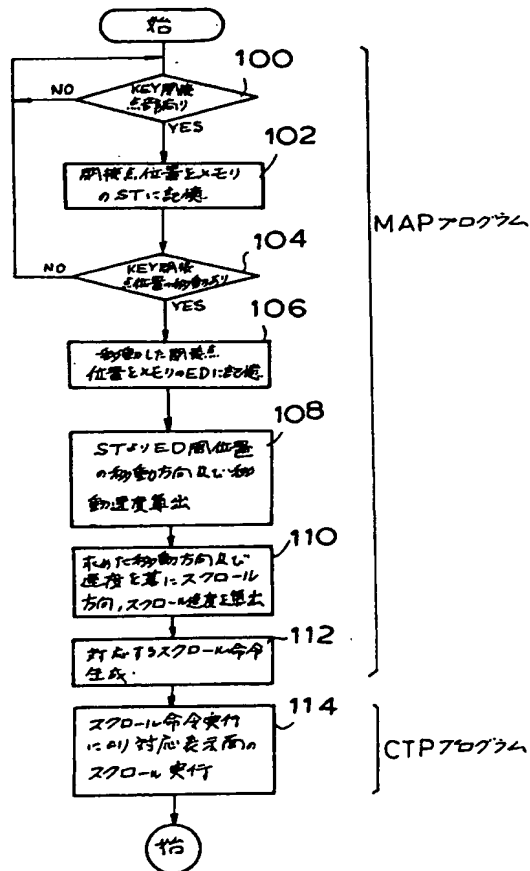 始
100
KEY閉接
点部有り
NO
YES
102
閉接点位置をメモリ
のSTに記憶
104
KEY閉接
点位置の移動あり
NO
YES
106
移動した閉接点
位置をメモリのEDに記憶
MAPプログラム
108
STよりED間位置
の移動方向及び移
動速度算出
110
求めた移動方向及び
速度を基にスクロール
方向,スクロール速度を算出
112
対応するスクロール命令
生成.
114
スクロール命令実行
により対応表示面の
スクロール実行
CTPプログラム
始